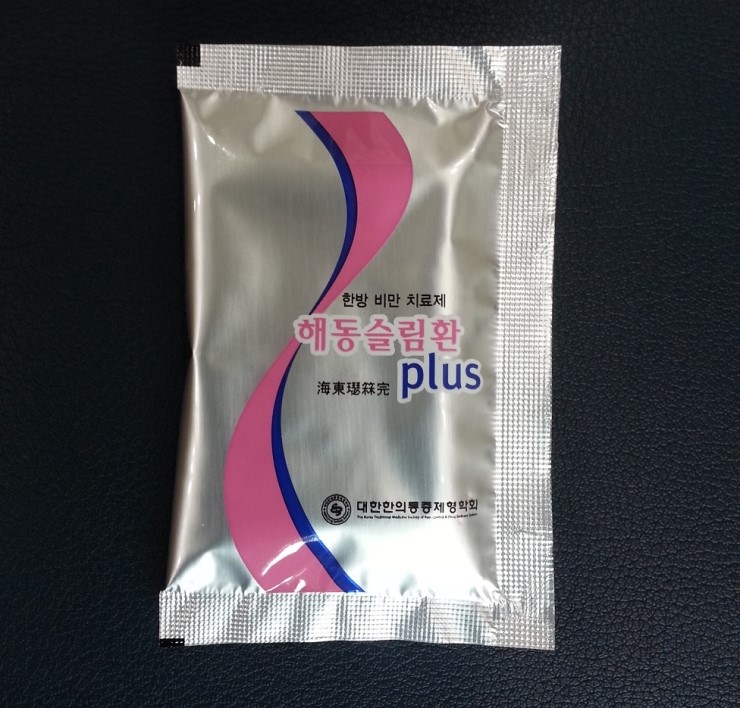 한방 비만 치료제
해동슬림환
plus
海東瑟䊳完
대한한의통증제형학회